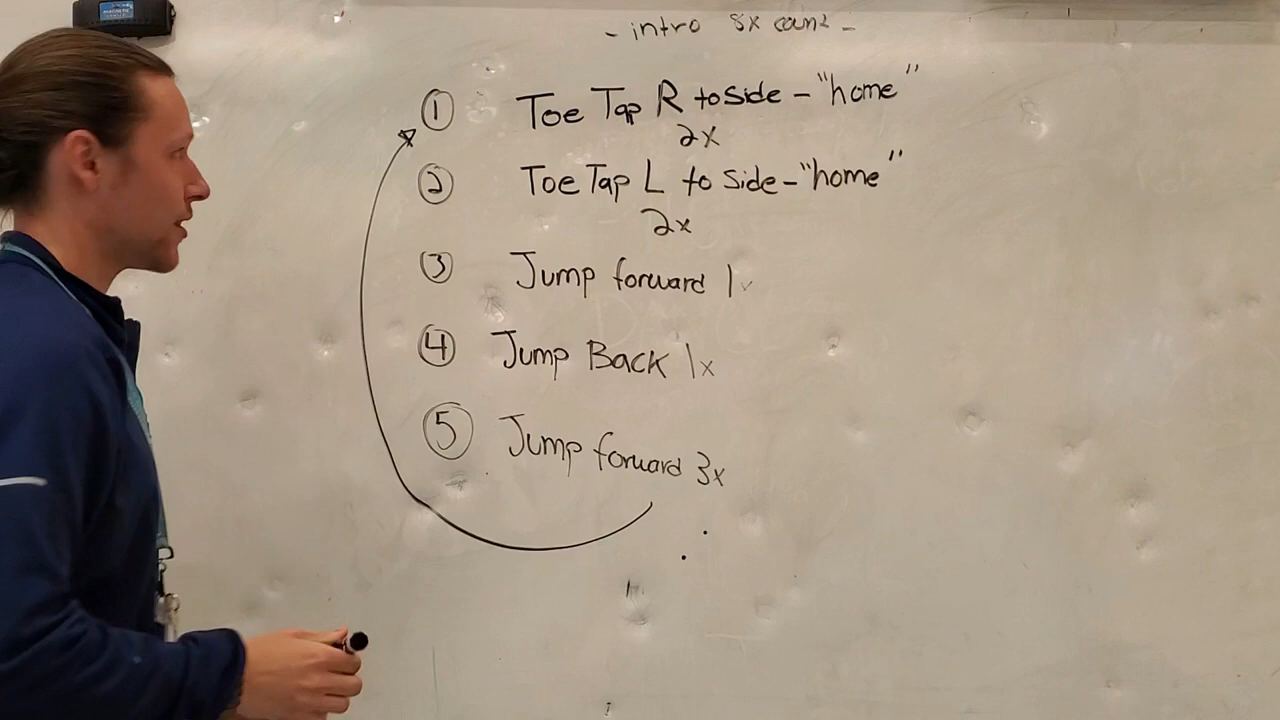 - intro 8x count -
① Toe Tap R to side - "home"
2x
② Toe Tap L to Side - "home"
2x
③ Jump forward 1x
④ Jump Back 1x
⑤ Jump forward 3x